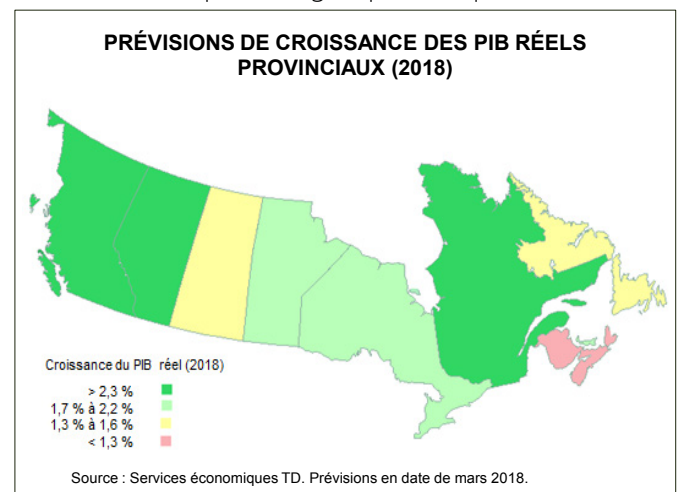 PRÉVISIONS DE CROISSANCE DES PIB RÉELS
PROVINCIAUX (2018)
Croissance du PIB réel (2018)
> 2,3 %
1,7 % à 2,2 %
1,3 % à 1,6 %
< 1,3 %
Source : Services économiques TD. Prévisions en date de mars 2018.